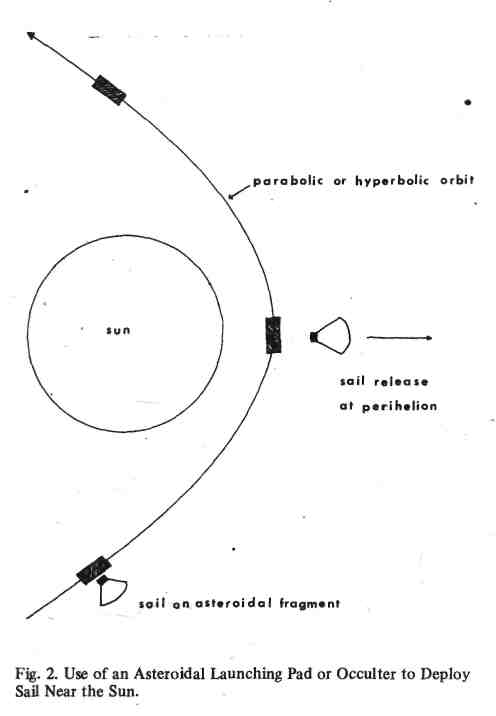 parabolic or hyperbolic orbit
sun
sail release
at perihelion
sail on asteroidal fragment
Fig. 2. Use of an Asteroidal Launching Pad or Occulter to Deploy
Sail Near the Sun.